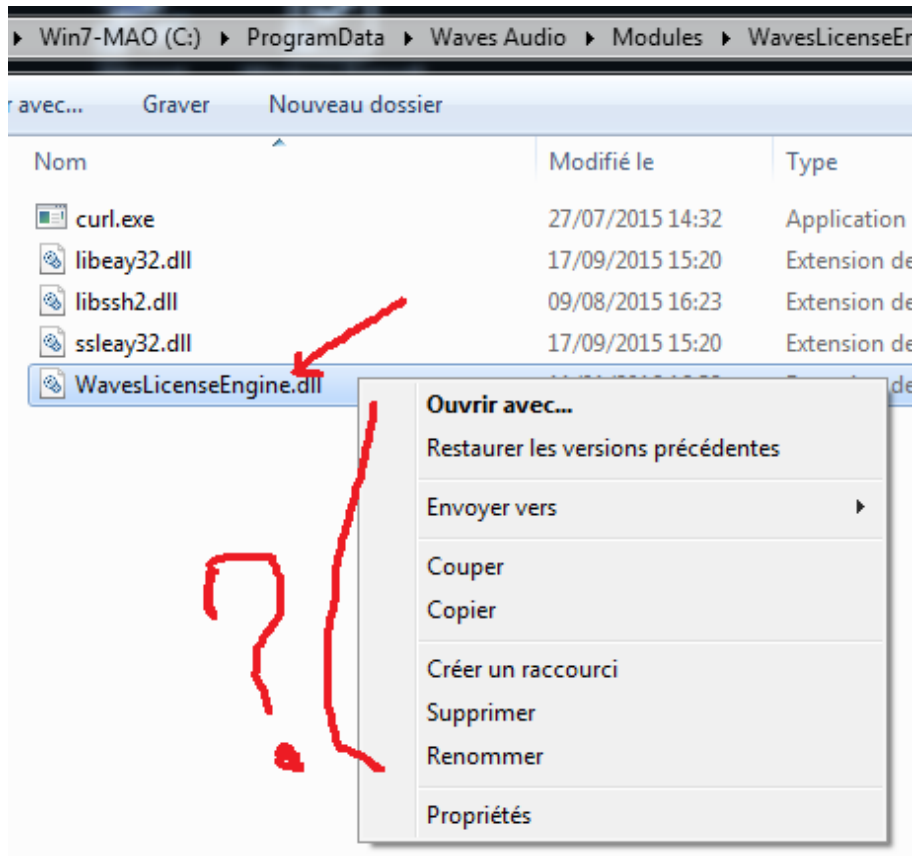 Win7-MAO (C:) ▸ ProgramData ▸ Waves Audio ▸ Modules ▸ WavesLicenseEn
r avec... Graver Nouveau dossier
Nom Modifié le Type
curl.exe 27/07/2015 14:32 Application
libeay32.dll 17/09/2015 15:20 Extension de
libssh2.dll 09/08/2015 16:23 Extension de
ssleay32.dll 17/09/2015 15:20 Extension de
WavesLicenseEngine.dll de
Ouvrir avec...
Restaurer les versions précédentes
Envoyer vers
Couper
Copier
Créer un raccourci
Supprimer
Renommer
Propriétés
?